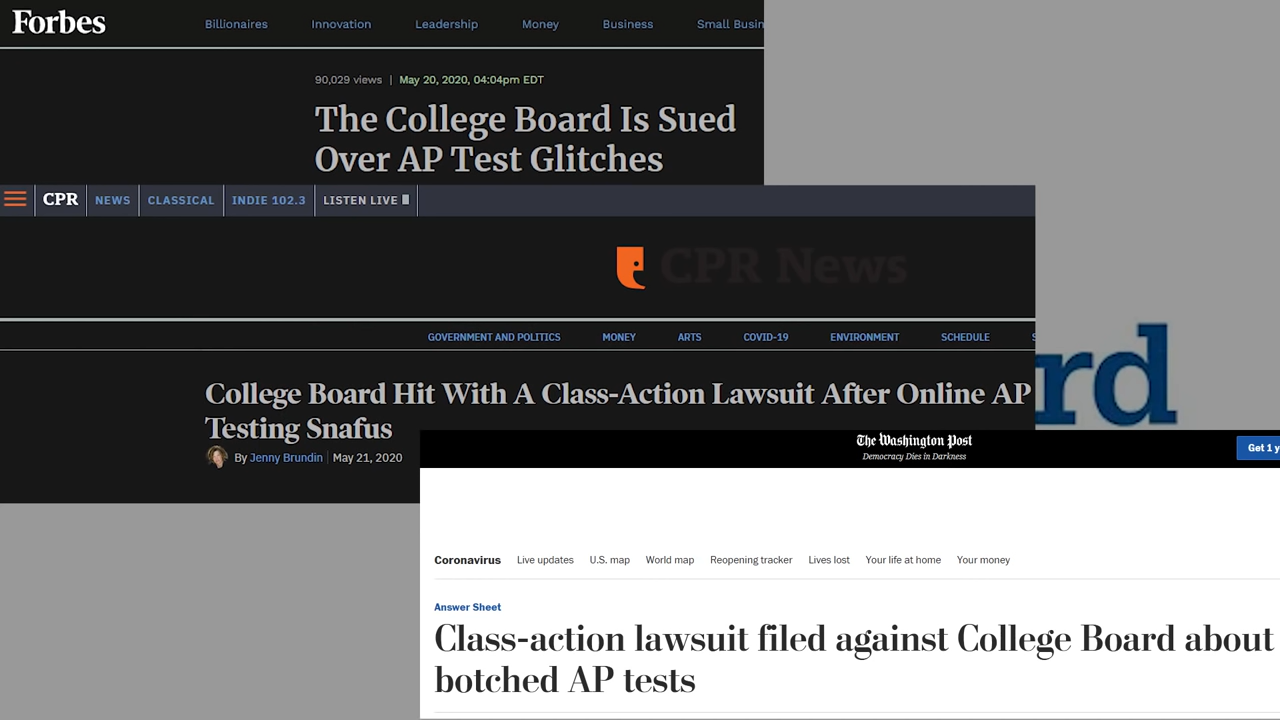 Forbes
Billionaires Innovation Leadership Money Business Small Busin
90,029 views | May 20, 2020, 04:04pm EDT
The College Board Is Sued
Over AP Test Glitches
CPR NEWS CLASSICAL INDIE 102.3 LISTEN LIVE
CPR News
GOVERNMENT AND POLITICS MONEY ARTS COVID-19 ENVIRONMENT SCHEDULE
rd
College Board Hit With A Class-Action Lawsuit After Online AP
Testing Snafus
By Jenny Brundin | May 21, 2020
The Washington Post
Democracy Dies in Darkness
Get 1 y
Coronavirus Live updates U.S. map World map Reopening tracker Lives lost Your life at home Your money
Answer Sheet
Class-action lawsuit filed against College Board about
botched AP tests